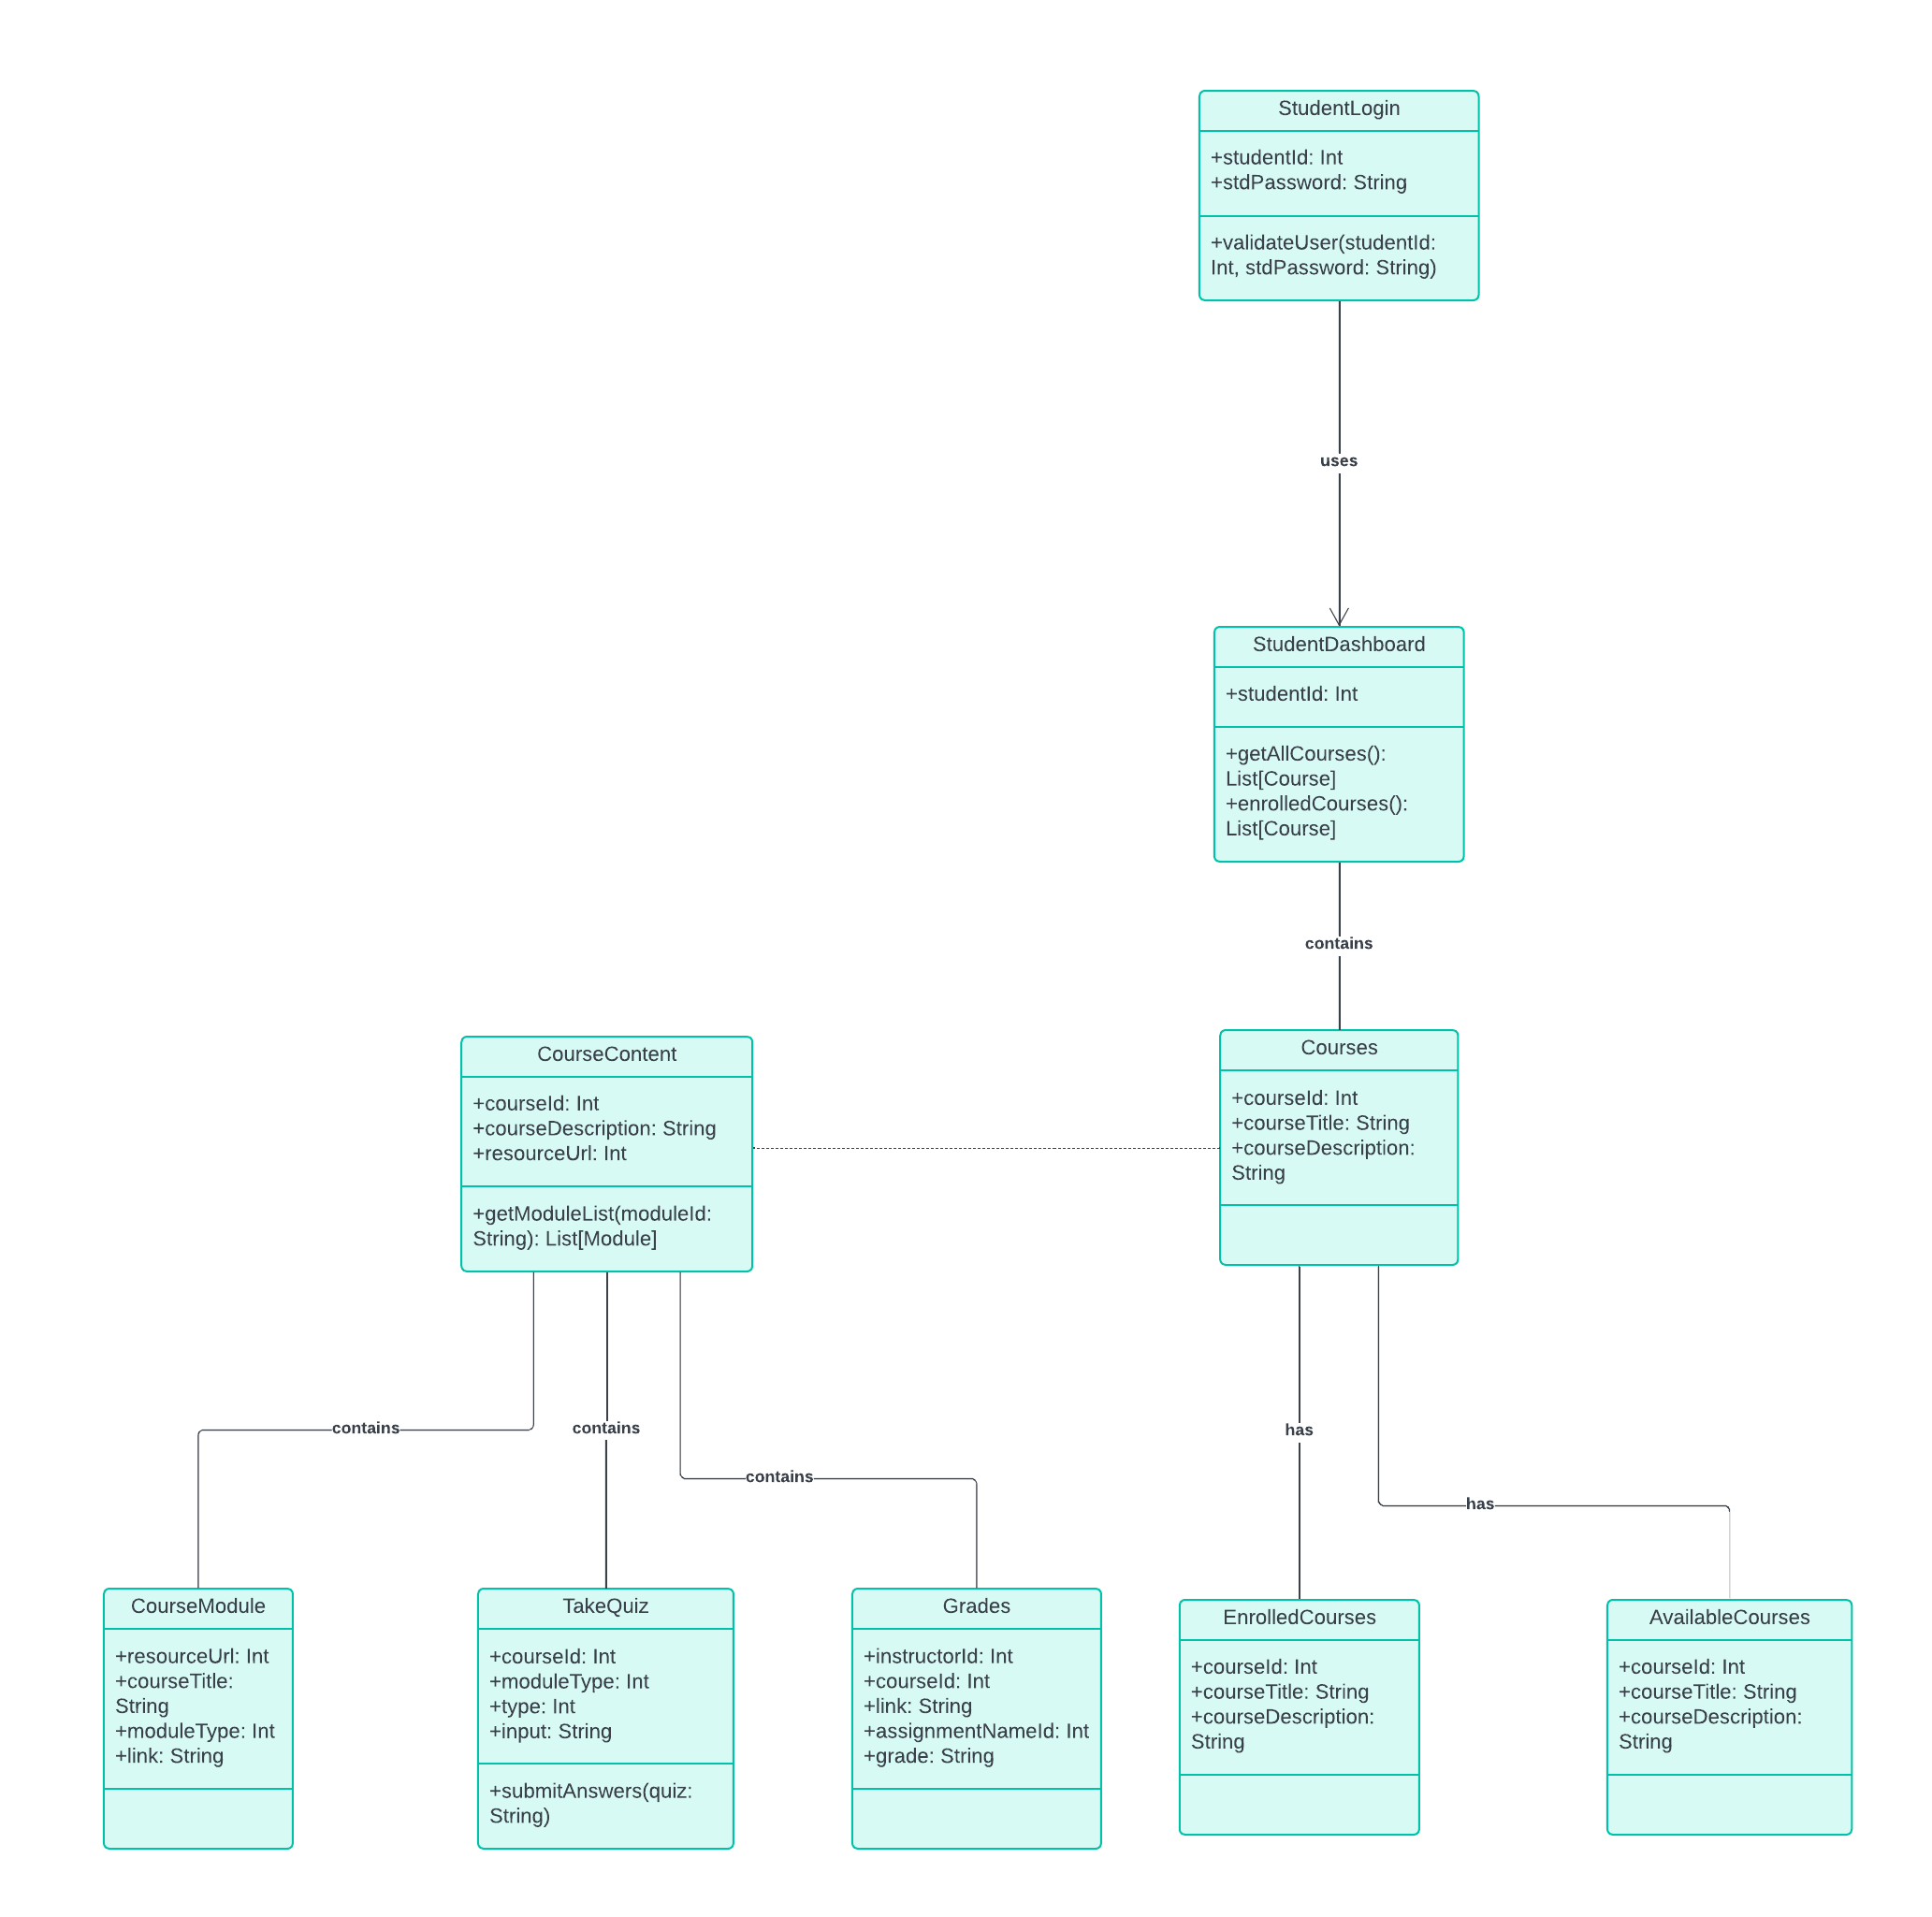 StudentLogin
+studentId: Int
+stdPassword: String
+validateUser(studentId:
Int, stdPassword: String)
uses
StudentDashboard
+studentId: Int
+getAllCourses():
List[Course]
+enrolledCourses():
List[Course]
contains
CourseContent
+courseId: Int
+courseDescription: String
+resourceUrl: Int
+getModuleList(moduleId:
String): List[Module]
Courses
+courseId: Int
+courseTitle: String
+courseDescription:
String
contains
contains
contains
has
has
CourseModule
+resourceUrl: Int
+courseTitle:
String
+moduleType: Int
+link: String
TakeQuiz
+courseId: Int
+moduleType: Int
+type: Int
+input: String
+submitAnswers(quiz:
String)
Grades
+instructorId: Int
+courseId: Int
+link: String
+assignmentNameId: Int
+grade: String
EnrolledCourses
+courseId: Int
+courseTitle: String
+courseDescription:
String
AvailableCourses
+courseId: Int
+courseTitle: String
+courseDescription:
String